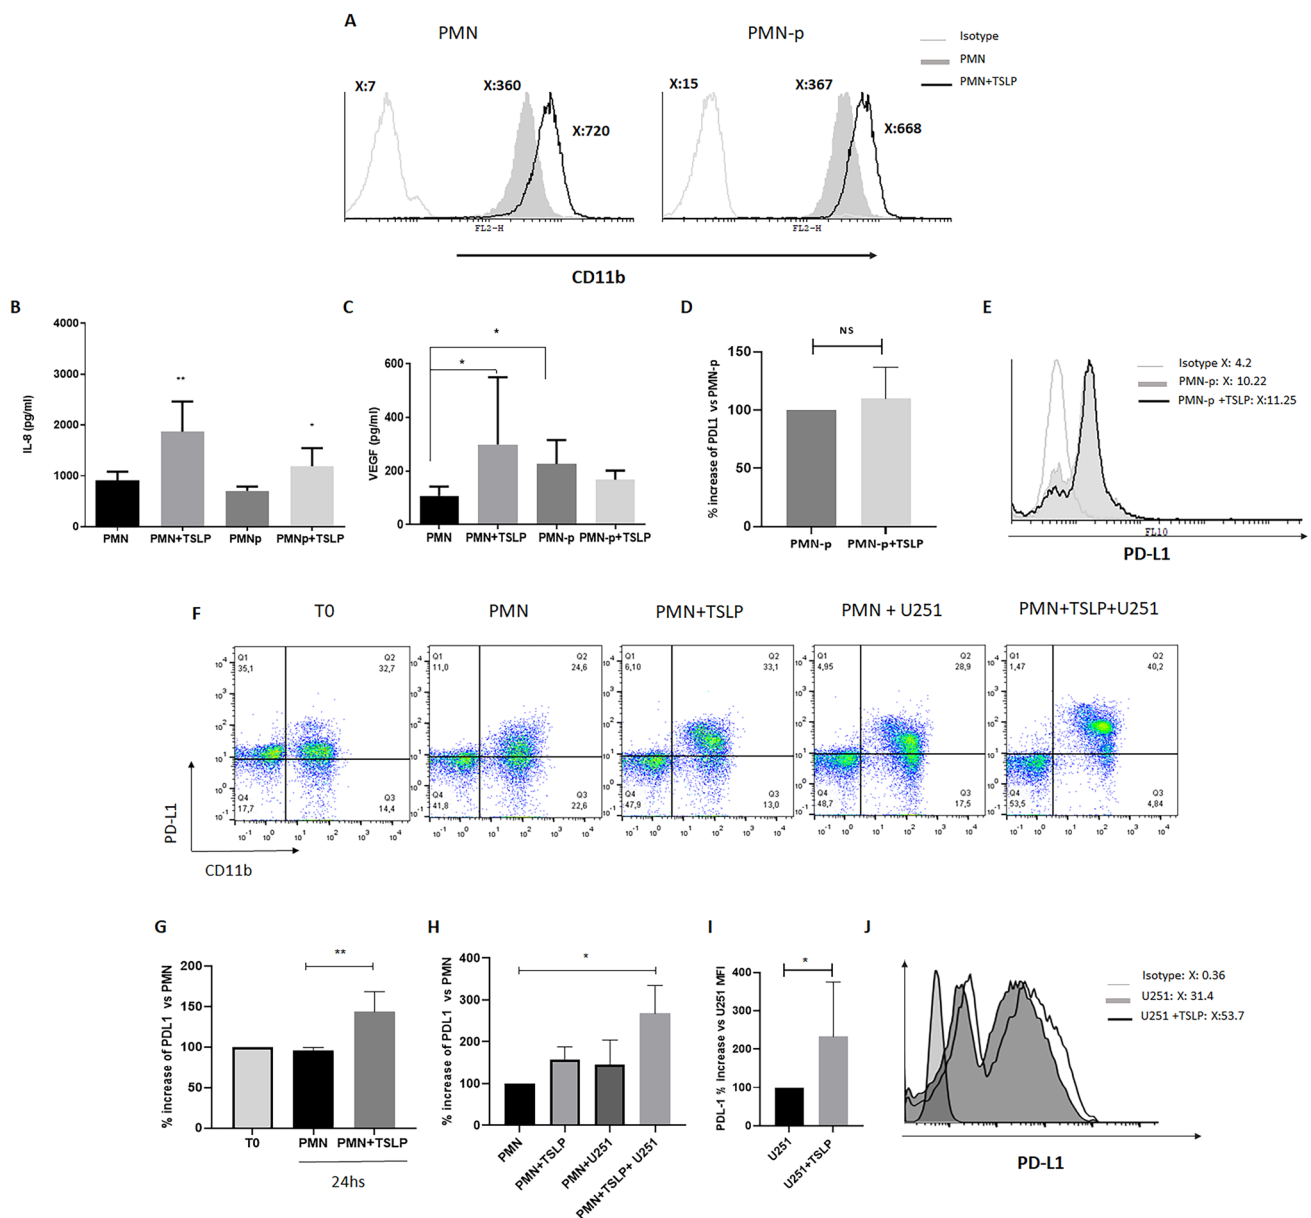 A
PMN
PMN-p
Isotype
PMN
PMN+TSLP
X:7
X:360
X:720
X:15
X:367
X:668
FL2-H
FL2-H
CD11b
B
4000
3000
2000
1000
0
IL-8 (pg/ml)
**
*
PMN
PMN+TSLP
PMNp
PMNp+TSLP
C
600
400
200
0
VEGF (pg/ml)
*
*
PMN
PMN+TSLP
PMN-p
PMN-p+TSLP
D
150
100
50
0
% increase of PDL1 vs PMN-p
NS
PMN-p
PMN-p+TSLP
E
Isotype X: 4.2
PMN-p: X: 10.22
PMN-p +TSLP: X:11.25
FL10
PD-L1
F
T0
PMN
PMN+TSLP
PMN + U251
PMN+TSLP+U251
Q1
35,1
Q2
32,7
Q4
17,7
Q3
14,4
Q1
11,0
Q2
24,6
Q4
41,8
Q3
22,6
Q1
6,10
Q2
33,1
Q4
47,9
Q3
13,0
Q1
4,95
Q2
28,9
Q4
48,7
Q3
17,5
Q1
1,47
Q2
40,2
Q4
53,5
Q3
4,84
PD-L1
CD11b
G
200
150
100
50
0
% increase of PDL1 vs PMN
**
T0
PMN
PMN+TSLP
24hs
H
400
300
200
100
0
% increase of PDL1 vs PMN
*
PMN
PMN+TSLP
PMN+U251
PMN+TSLP+ U251
I
400
300
200
100
0
PDL-1 % Increase vs U251 MFI
*
U251
U251+TSLP
J
Isotype: X: 0.36
U251: X: 31.4
U251 +TSLP: X:53.7
PD-L1